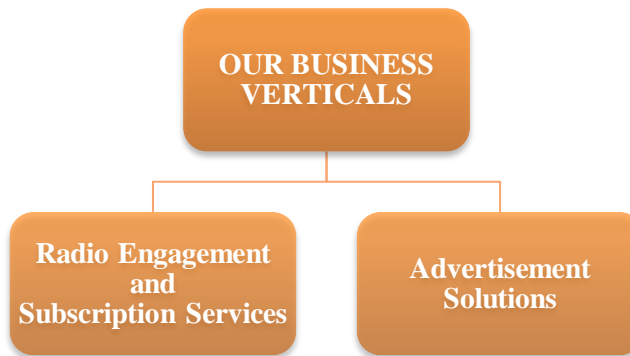 OUR BUSINESS
VERTICALS
Radio Engagement
and
Subscription Services
Advertisement
Solutions